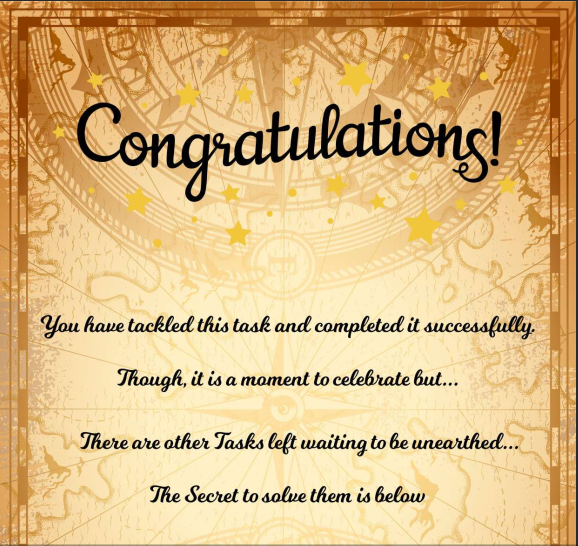 Congratulations!
You have tackled this task and completed it successfully.
Though, it is a moment to celebrate but...
There are other Tasks left waiting to be unearthed...
The Secret to solve them is below